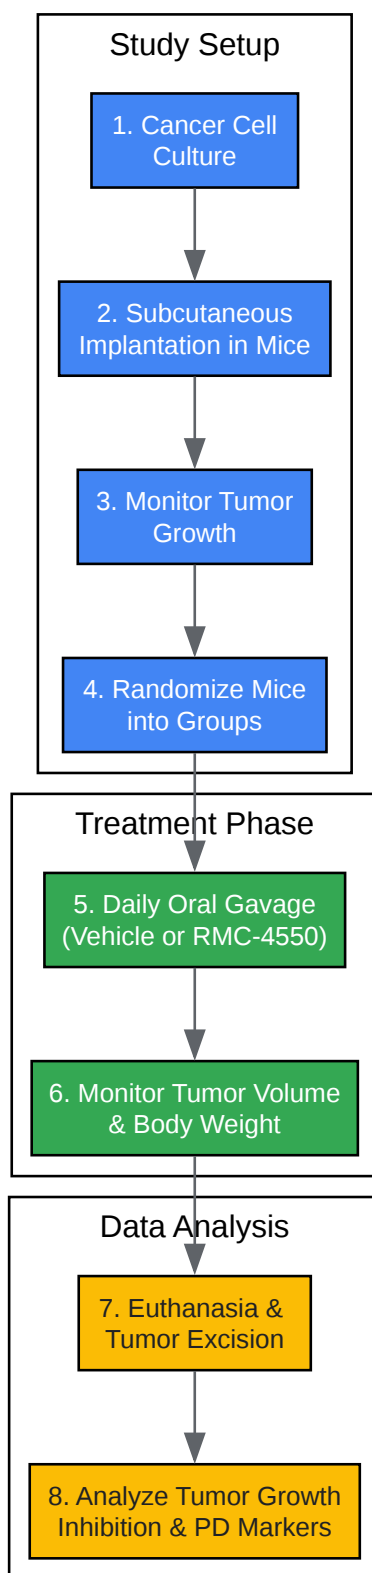 Study Setup
1. Cancer Cell
Culture
2. Subcutaneous
Implantation in Mice
3. Monitor Tumor
Growth
4. Randomize Mice
into Groups
Treatment Phase
5. Daily Oral Gavage
(Vehicle or RMC-4550)
6. Monitor Tumor Volume
& Body Weight
Data Analysis
7. Euthanasia &
Tumor Excision
8. Analyze Tumor Growth
Inhibition & PD Markers